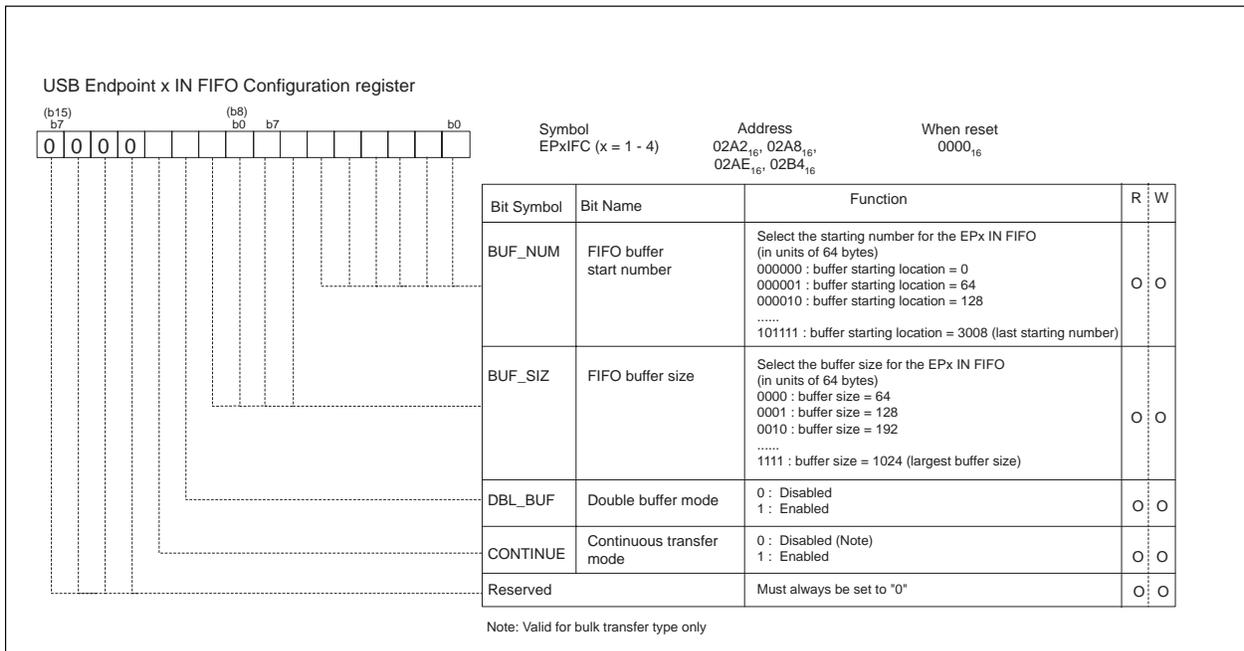 USB Endpoint x IN FIFO Configuration register
(b15) (b8)
b7 b0 b7 b0
0 0 0 0
Symbol Address When reset
EPxIFC (x = 1 - 4) 02A2₁₆, 02A8₁₆, 0000₁₆
02AE₁₆, 02B4₁₆
Bit Symbol Bit Name Function R W
BUF_NUM FIFO buffer start number
Select the starting number for the EPx IN FIFO
(in units of 64 bytes)
000000 : buffer starting location = 0
000001 : buffer starting location = 64
000010 : buffer starting location = 128
......
101111 : buffer starting location = 3008 (last starting number)
O O
BUF_SIZ FIFO buffer size
Select the buffer size for the EPx IN FIFO
(in units of 64 bytes)
0000 : buffer size = 64
0001 : buffer size = 128
0010 : buffer size = 192
......
1111 : buffer size = 1024 (largest buffer size)
O O
DBL_BUF Double buffer mode
0 : Disabled
1 : Enabled
O O
CONTINUE Continuous transfer mode
0 : Disabled (Note)
1 : Enabled
O O
Reserved Must always be set to "0" O O
Note: Valid for bulk transfer type only